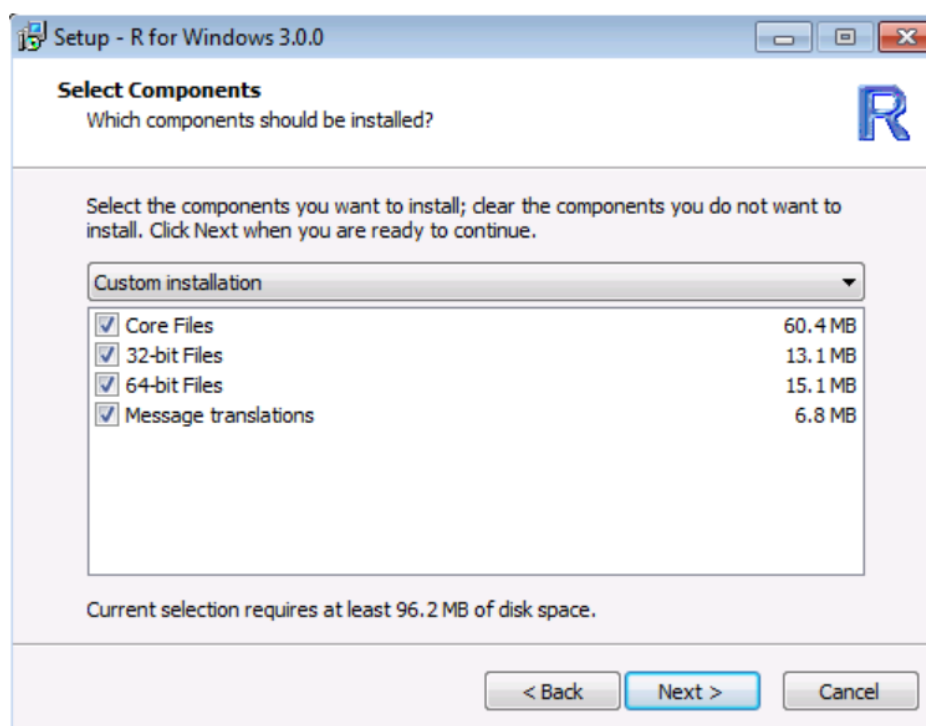 Setup - R for Windows 3.0.0
Select Components
Which components should be installed?
R
Select the components you want to install; clear the components you do not want to
install. Click Next when you are ready to continue.
Custom installation
Core Files 60.4 MB
32-bit Files 13.1 MB
64-bit Files 15.1 MB
Message translations 6.8 MB
Current selection requires at least 96.2 MB of disk space.
< Back Next > Cancel